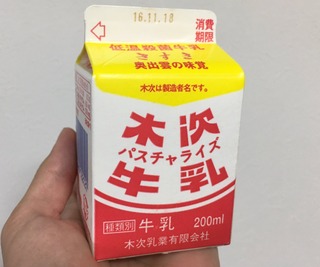 16.11.18
消費
期限
低温殺菌牛乳
きすき
奥出雲の味覚
木次は製造者名です。
木次
パスチャライズ
牛乳
種類別 牛乳 200ml
木次乳業有限会社